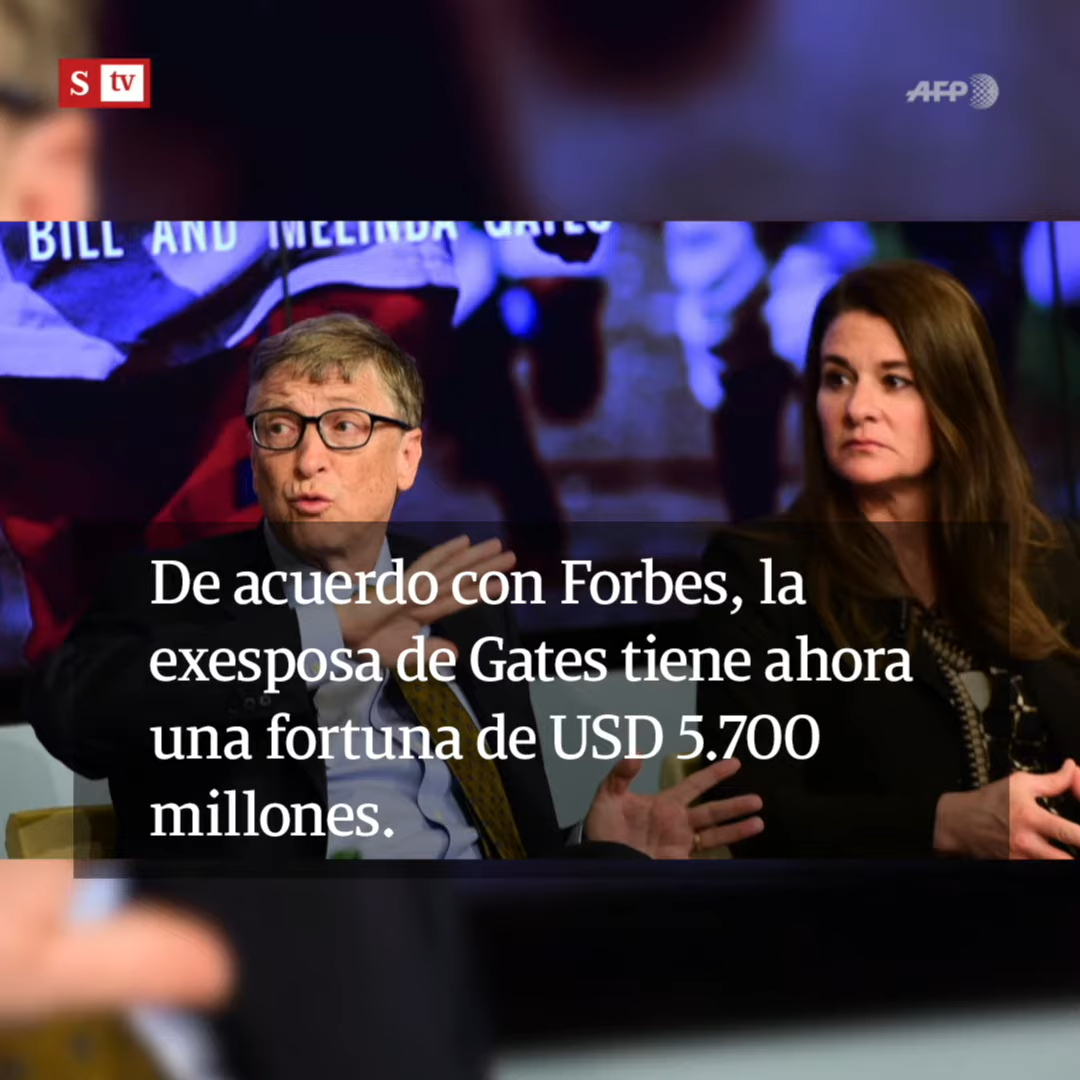 S tv
AFP
BILL AND MELINDA GATES
De acuerdo con Forbes, la
exesposa de Gates tiene ahora
una fortuna de USD 5.700
millones.